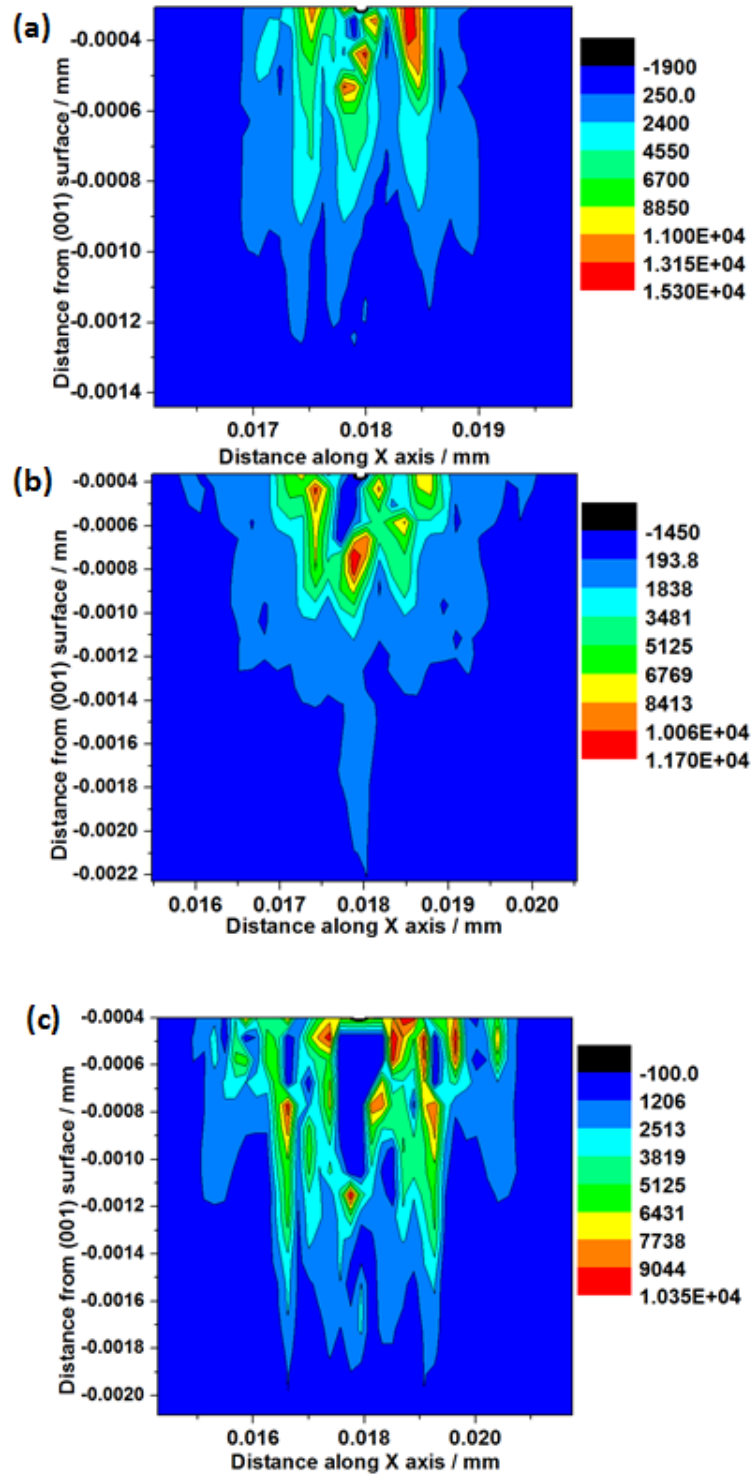 (a)
-0.0004
-0.0006
-0.0008
-0.0010
-0.0012
-0.0014
Distance from (001) surface / mm
0.017 0.018 0.019
Distance along X axis / mm
-1900
250.0
2400
4550
6700
8850
1.100E+04
1.315E+04
1.530E+04
(b)
-0.0004
-0.0006
-0.0008
-0.0010
-0.0012
-0.0014
-0.0016
-0.0018
-0.0020
-0.0022
Distance from (001) surface / mn
0.016 0.017 0.018 0.019 0.020
Distance along X axis / mm
-1450
193.8
1838
3481
5125
6769
8413
1.006E+04
1.170E+04
(c)
-0.0004
-0.0006
-0.0008
-0.0010
-0.0012
-0.0014
-0.0016
-0.0018
-0.0020
Distance from (001) surface / mm
0.016 0.018 0.020
Distance along X axis / mm
-100.0
1206
2513
3819
5125
6431
7738
9044
1.035E+04